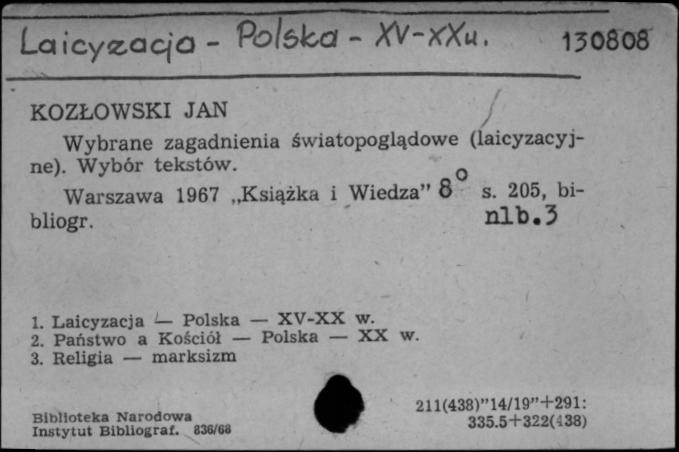 Laicyzacja - Polska - XV-XXw. 130808
KOZŁOWSKI JAN
Wybrane zagadnienia światopoglądowe (laicyzacyj-
ne). Wybór tekstów.
Warszawa 1967 „Książka i Wiedza” 8° s. 205, bi-
bliogr. nlb.3
1. Laicyzacja — Polska — XV-XX w.
2. Państwo a Kościół — Polska — XX w.
3. Religia — marksizm
Biblioteka Narodowa 211(438)”14/19”+291:
Instytut Bibliograf. 836/68 335.5+322(438)